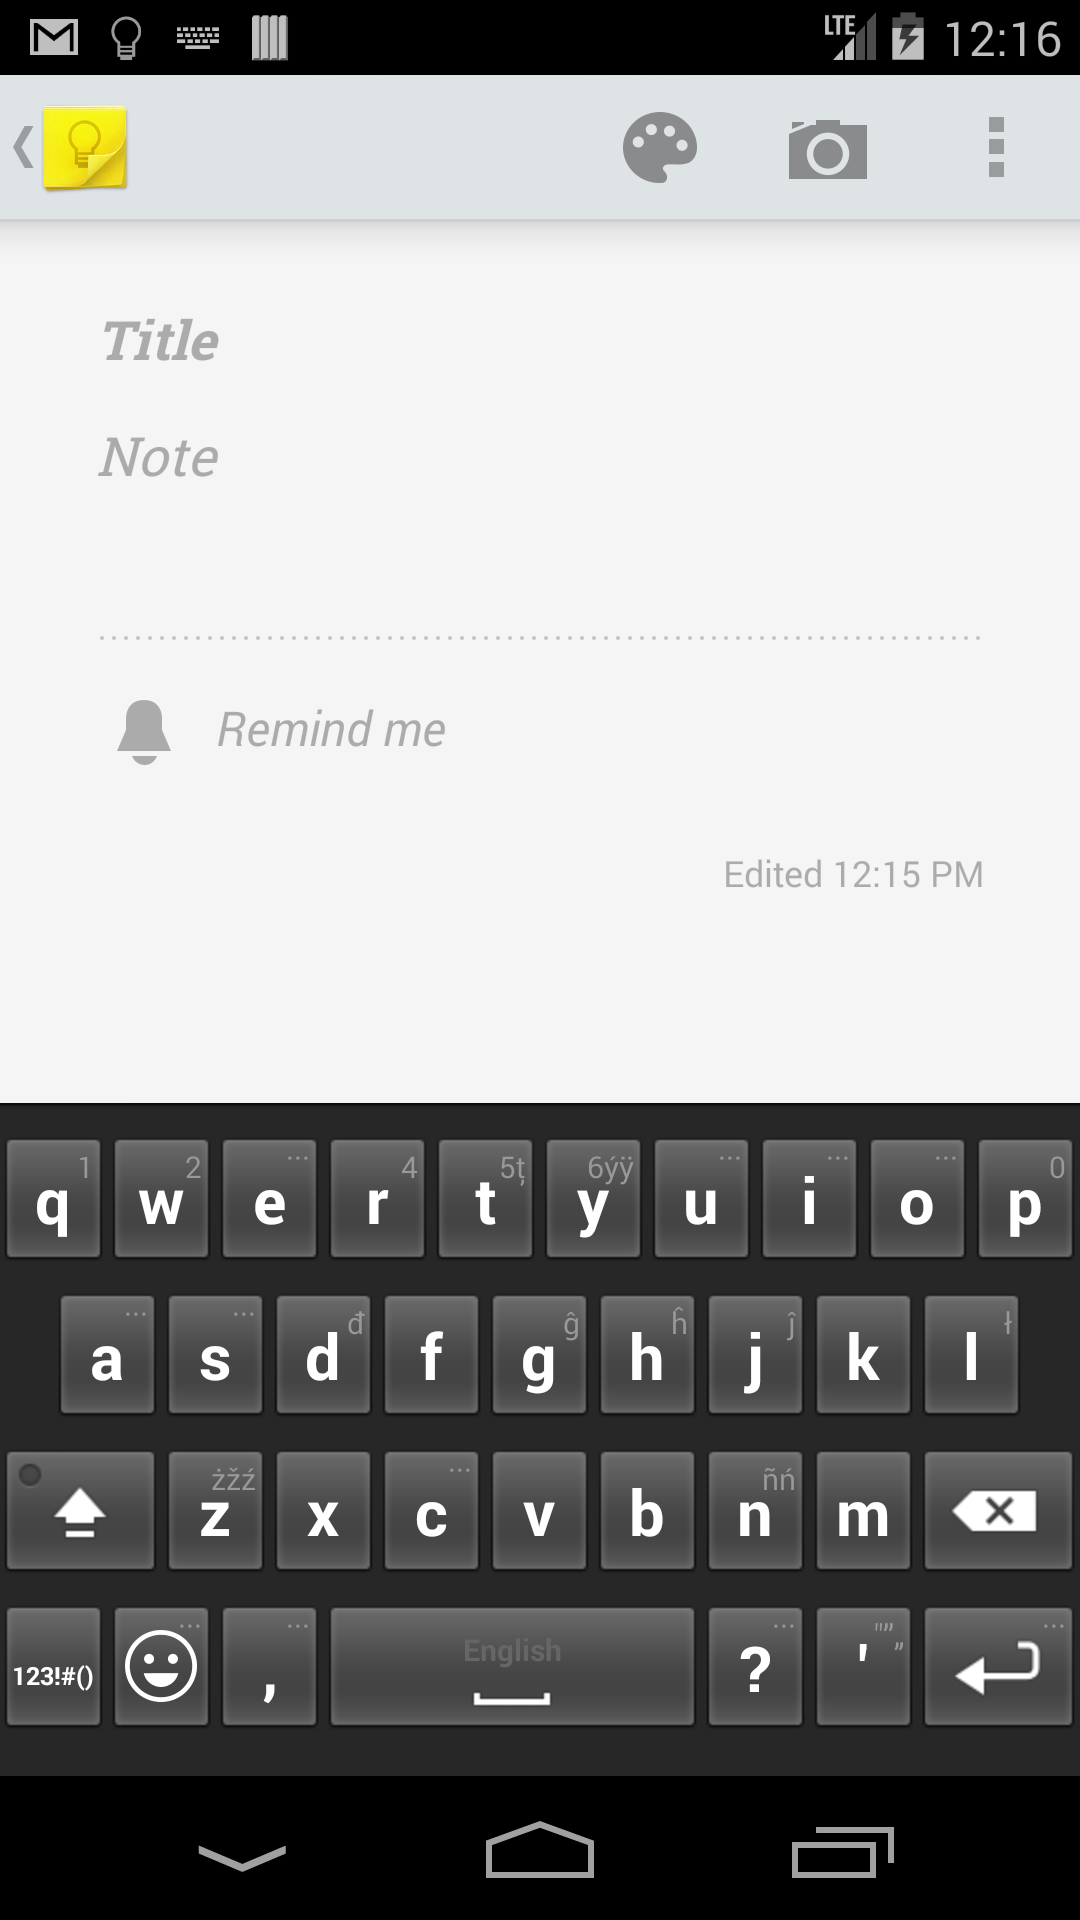 LTE 12:16
Title
Note
Remind me
Edited 12:15 PM
1 2 ... 4 5ț 6ýÿ ... ... ... 0
q w e r t y u i o p
... ... đ ĝ ĥ ĵ ł
a s d f g h j k l
żžź ... ñń
z x c v b n m
... ... English ... "”„
123!#() , ? '